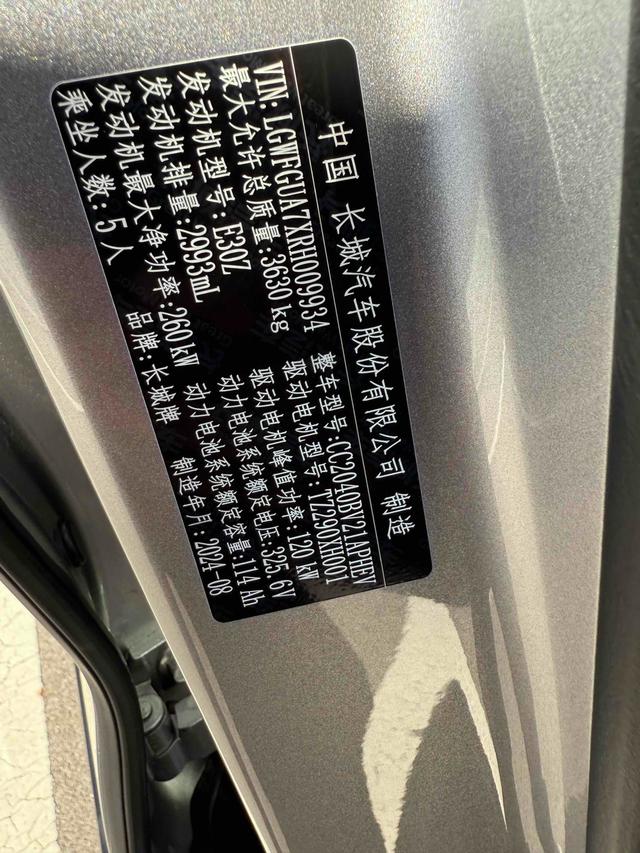 中国 长城汽车股份有限公司 制造
VIN:LGWFGUA7XRH009934 整车型号:CC2040BV21APHEV
最大允许总质量:3630kg 驱动电机型号:TZ290XH001
发动机型号:E30Z 驱动电机峰值功率:120 kW
发动机排量:2993mL 动力电池系统额定电压:325.6V
发动机最大净功率:260kW 动力电池系统额定容量:114 Ah
乘坐人数:5人 品牌:长城牌 制造年月:2024-08